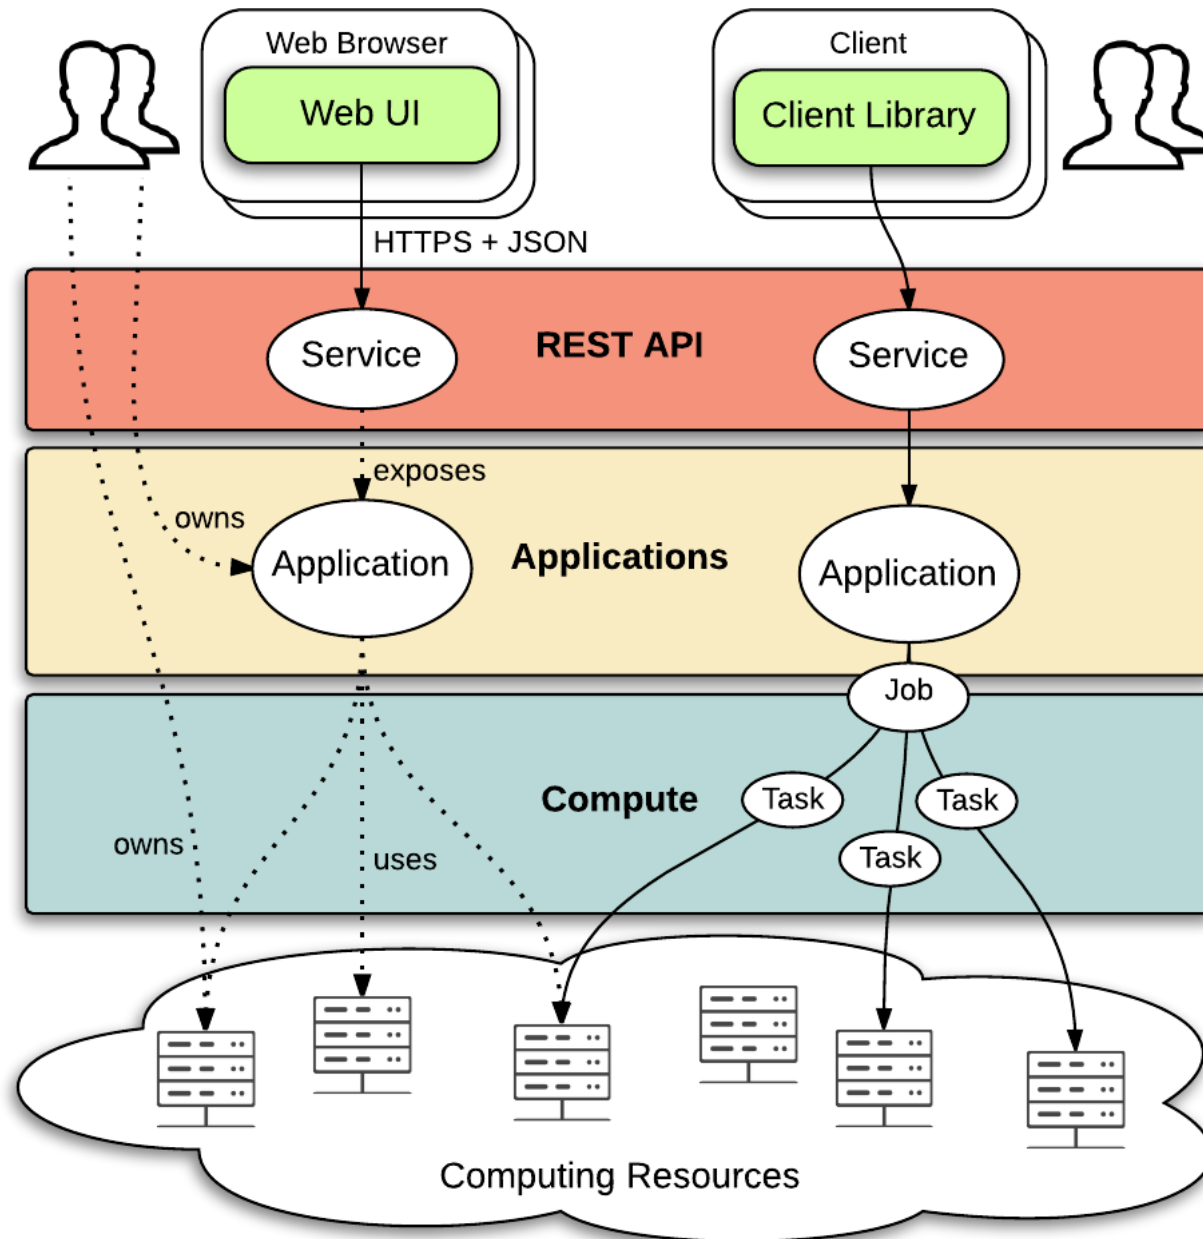 Web Browser
Client
Web UI
Client Library
HTTPS + JSON
Service
REST API
Service
exposes
owns
Application
Applications
Application
Job
Compute
Task
Task
owns
uses
Task
Computing Resources